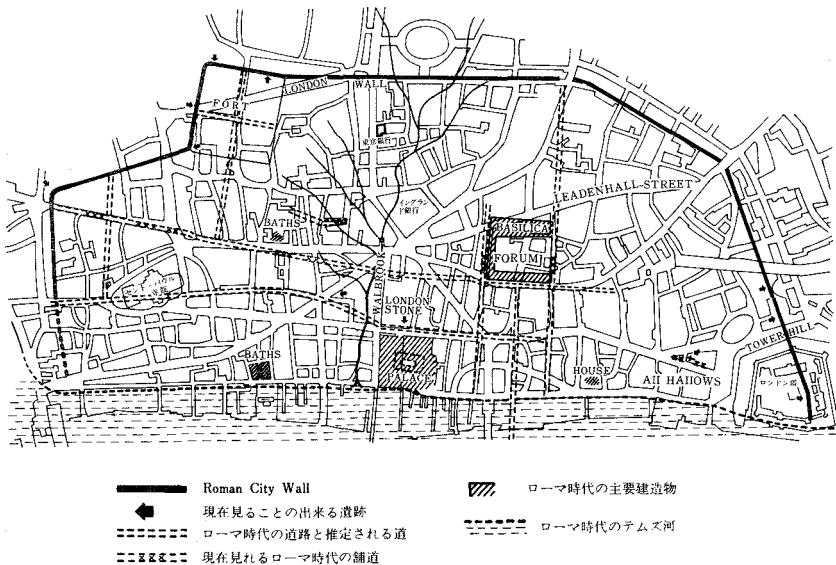 LONDON WALL
FORT
東京銀行
LEADENHALL-STREET
イングランド銀行
BATHS
BASILICA
FORUM
WALBROOK
LONDON STONE
BATHS
PALACE
HOUSE
All HAllOWS
TOWER HILL
ロンドン塔
Roman City Wall
現在見ることの出来る遺跡
ローマ時代の道路と推定される道
現在見れるローマ時代の舗道
ローマ時代の主要建造物
ローマ時代のテムズ河